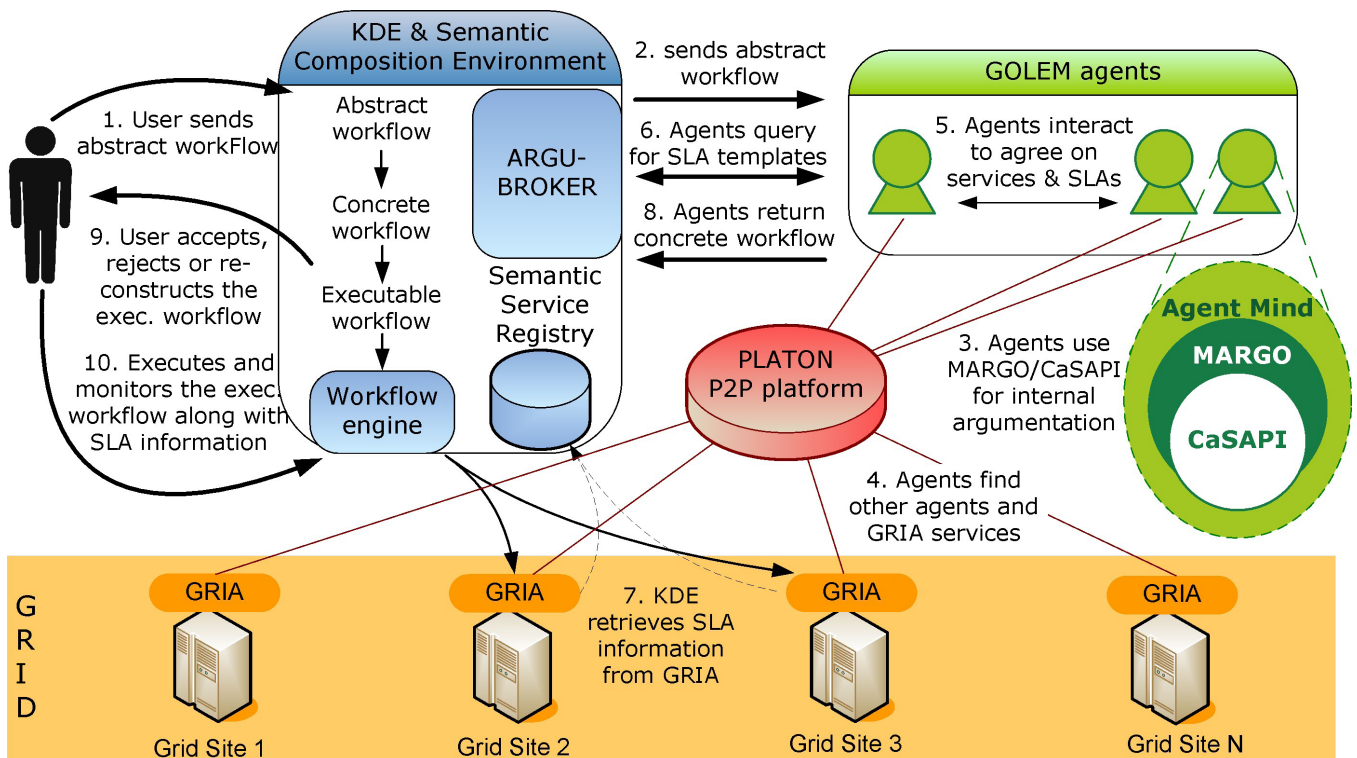 KDE & Semantic
Composition Environment
Abstract
workflow
Concrete
workflow
Executable
workflow
Workflow
engine
ARGU-
BROKER
Semantic
Service
Registry
1. User sends
abstract workFlow
9. User accepts,
rejects or re-
constructs the
exec. workflow
10. Executes and
monitors the exec.
workflow along with
SLA information
2. sends abstract
workflow
6. Agents query
for SLA templates
8. Agents return
concrete workflow
GOLEM agents
5. Agents interact
to agree on
services & SLAs
Agent Mind
MARGO
CaSAPI
3. Agents use
MARGO/CaSAPI
for internal
argumentation
PLATON
P2P platform
4. Agents find
other agents and
GRIA services
G
R
I
D
GRIA
GRIA
GRIA
GRIA
7. KDE
retrieves SLA
information
from GRIA
Grid Site 1
Grid Site 2
Grid Site 3
Grid Site N